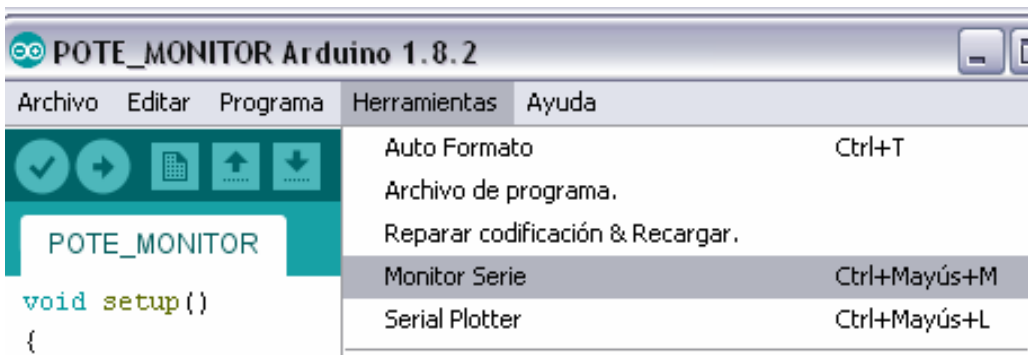 POTE_MONITOR Arduino 1.8.2
Archivo Editar Programa Herramientas Ayuda
Auto Formato Ctrl+T
Archivo de programa.
Reparar codificación & Recargar.
Monitor Serie Ctrl+Mayús+M
Serial Plotter Ctrl+Mayús+L
POTE_MONITOR
void setup()
{